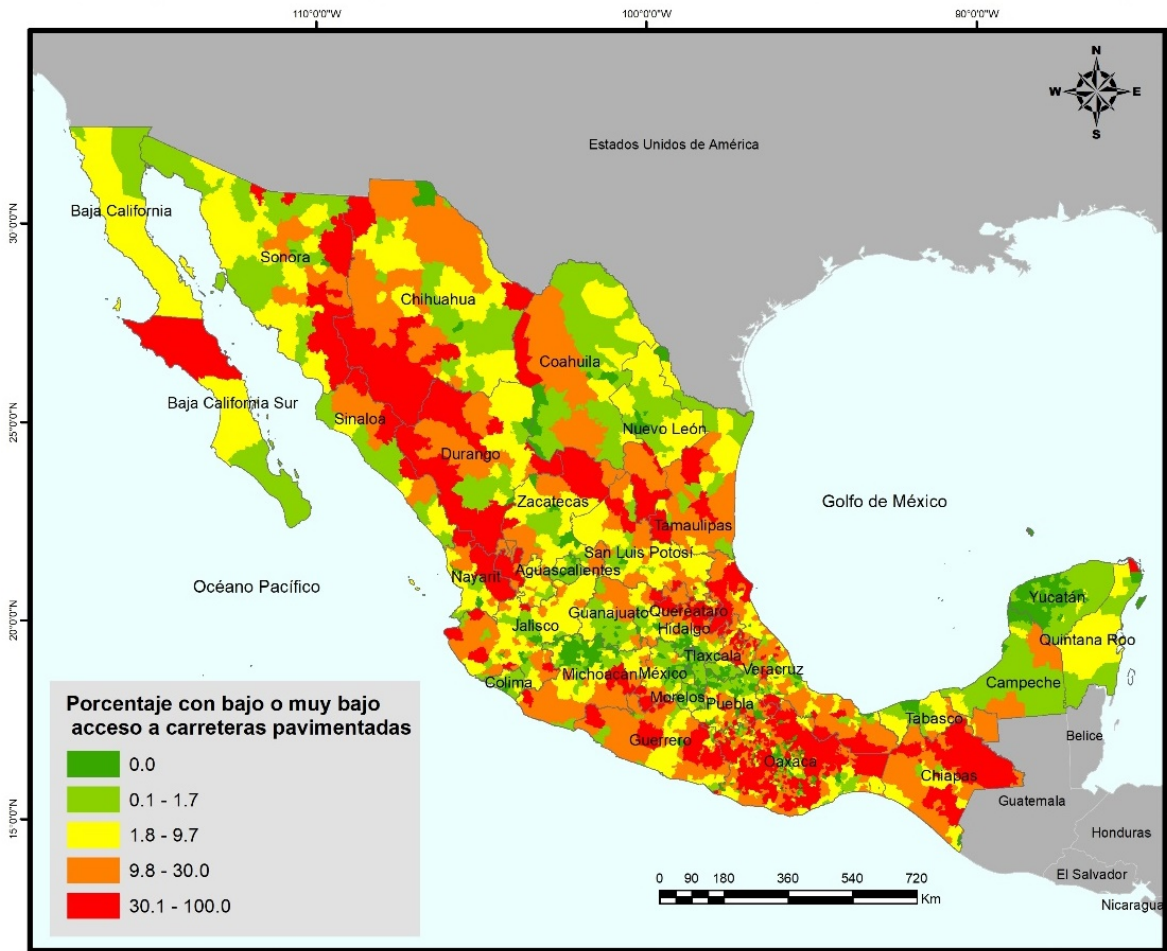 110°0'0"W
100°0'0"W
90°0'0"W
N
W
E
S
Estados Unidos de América
30°0'0"N
25°0'0"N
20°0'0"N
15°0'0"N
Baja California
Sonora
Chihuahua
Coahuila
Baja California Sur
Sinaloa
Nuevo León
Durango
Zacatecas
Tamaulipas
Golfo de México
San Luis Potosí
Nayarit
Aguascalientes
Océano Pacífico
Yucatán
Guanajuato
Queréataro
Jalisco
Hidalgo
Quintana Roo
Tlaxcala
Michoacán
México
Veracruz
Colima
Campeche
Morelos
Puebla
Tabasco
Guerrero
Belice
Oaxaca
Chiapas
Guatemala
Honduras
El Salvador
Nicaragua
Porcentaje con bajo o muy bajo
acceso a carreteras pavimentadas
0.0
0.1 - 1.7
1.8 - 9.7
9.8 - 30.0
30.1 - 100.0
0 90 180 360 540 720
Km